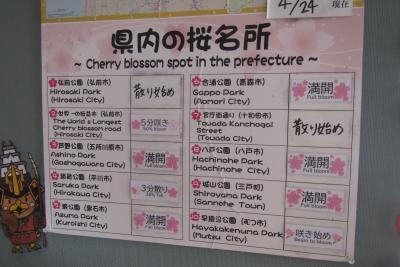 4/24 現在
県内の桜名所
~ Cherry blossom spot in the prefecture ~
弘前公園(弘前市)
Hirosaki Park
(Hirosaki City)
散り始め
世界一の桜並木(弘前市)
The World's Longest
Cherry blossom road
(Hirosaki City)
5分咲き
50% bloom
芦野公園(五所川原市)
Ashino Park
(Goshogawara City)
満開
Full bloom
猿賀公園(平川市)
Saruka Park
(Hirakawa City)
3分散り
東公園(黒石市)
Azuma Park
(Kuroishi City)
満開
Full bloom
合浦公園(青森市)
Gappo Park
(Aomori City)
満開
Full bloom
官庁街通り(十和田市)
Towada Kanchogai
Street
(Towada City)
散り始め
八戸公園(八戸市)
Hachinohe Park
(Hachinohe City)
満開
Full bloom
城山公園(三戸町)
Shiroyama Park
(Sannohe Town)
満開
Full bloom
早掛沼公園(むつ市)
Hayakakenuma Park
(Mutsu City)
咲き始め
Begin to bloom